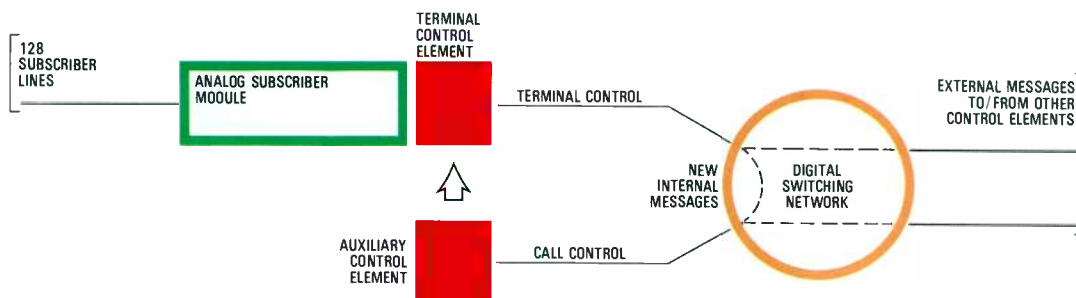 128
SUBSCRIBER
LINES
ANALOG SUBSCRIBER
MODULE
TERMINAL
CONTROL
ELEMENT
TERMINAL CONTROL
EXTERNAL MESSAGES
TO/FROM OTHER
CONTROL ELEMENTS
NEW
INTERNAL
MESSAGES
DIGITAL
SWITCHING
NETWORK
AUXILIARY
CONTROL
ELEMENT
CALL CONTROL